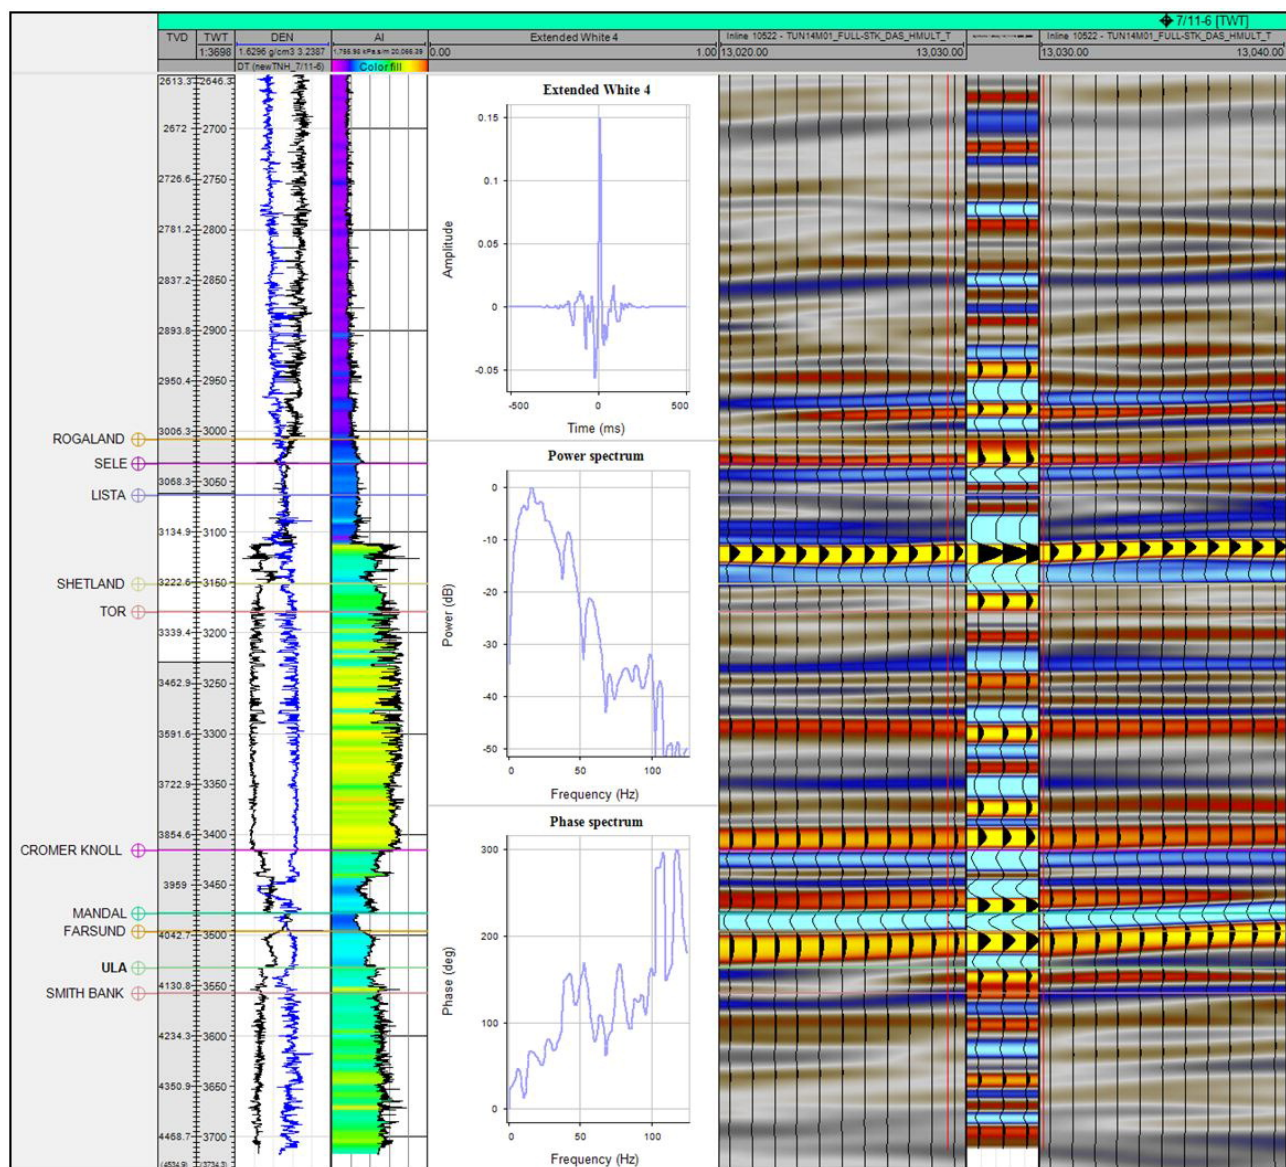 7/11-6 [TWT]
TVD TWT DEN AI Extended White 4 Inline 10522 - TUN14M01_FULL-STK_DAS_HMULT_T Inline 10522 - TUN14M01_FULL-STK_DAS_HMULT_T
1:3698 1.6296 g/cm3 3.2387 0.00 1.00 13,020.00 13,030.00 13,030.00 13,040.00
DT (newTNH_7/11-6) Color fill
2613.3 2646.3
Extended White 4
0.15
2672 2700
2726.6 2750
0.1
2781.2 2800
Amplitude
0.05
2837.2 2850
0
2893.8 2900
-0.05
2950.4 2950
-500 0 500
Time (ms)
3006.3 3000
ROGALAND
Power spectrum
SELE
3068.3 3050
0
LISTA
3134.9 3100
-10
SHETLAND
3222.6 3150
-20
TOR
Power (dB)
3339.4 3200
-30
3462.9 3250
-40
3591.6 3300
-50
0 50 100
3722.9 3350
Frequency (Hz)
Phase spectrum
3854.6 3400
CROMER KNOLL
300
3959 3450
MANDAL
FARSUND
4042.7 3500
200
ULA
4130.8 3550
SMITH BANK
Phase (deg)
100
4234.3 3600
4350.9 3650
0
4468.7 3700
0 50 100
Frequency (Hz)
(4534.9) (3734.3)